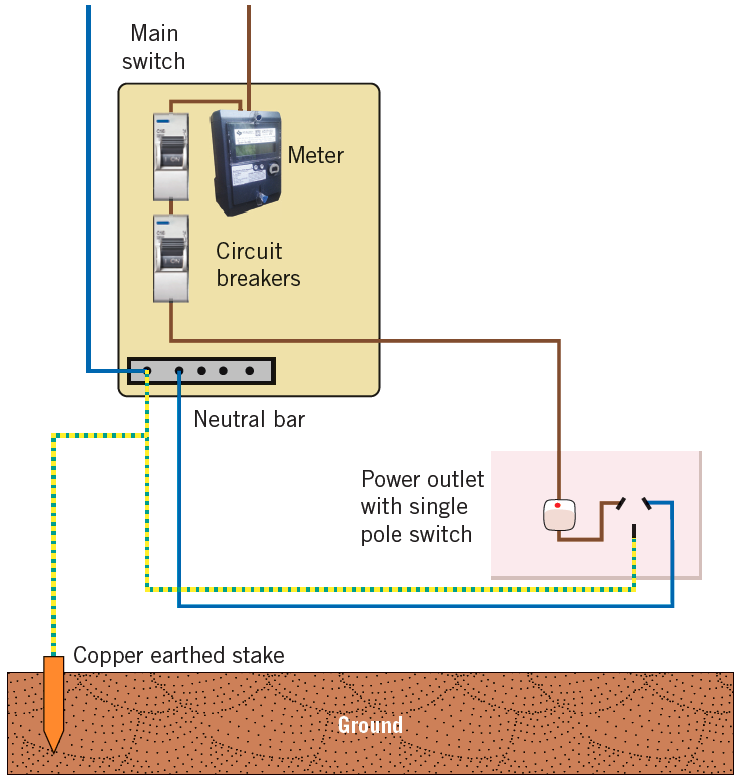 Main
switch
Meter
Circuit
breakers
Neutral bar
Power outlet
with single
pole switch
Copper earthed stake
Ground